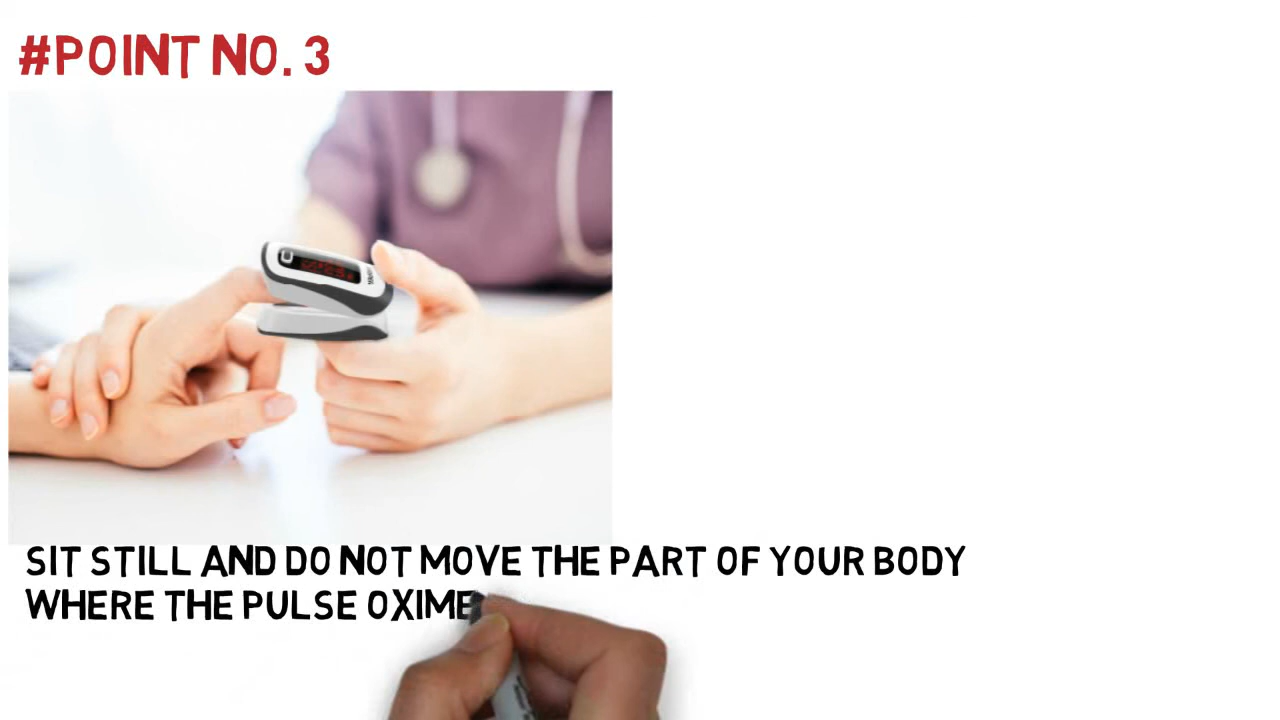 #POINT NO. 3
SIT STILL AND DO NOT MOVE THE PART OF YOUR BODY
WHERE THE PULSE OXIME